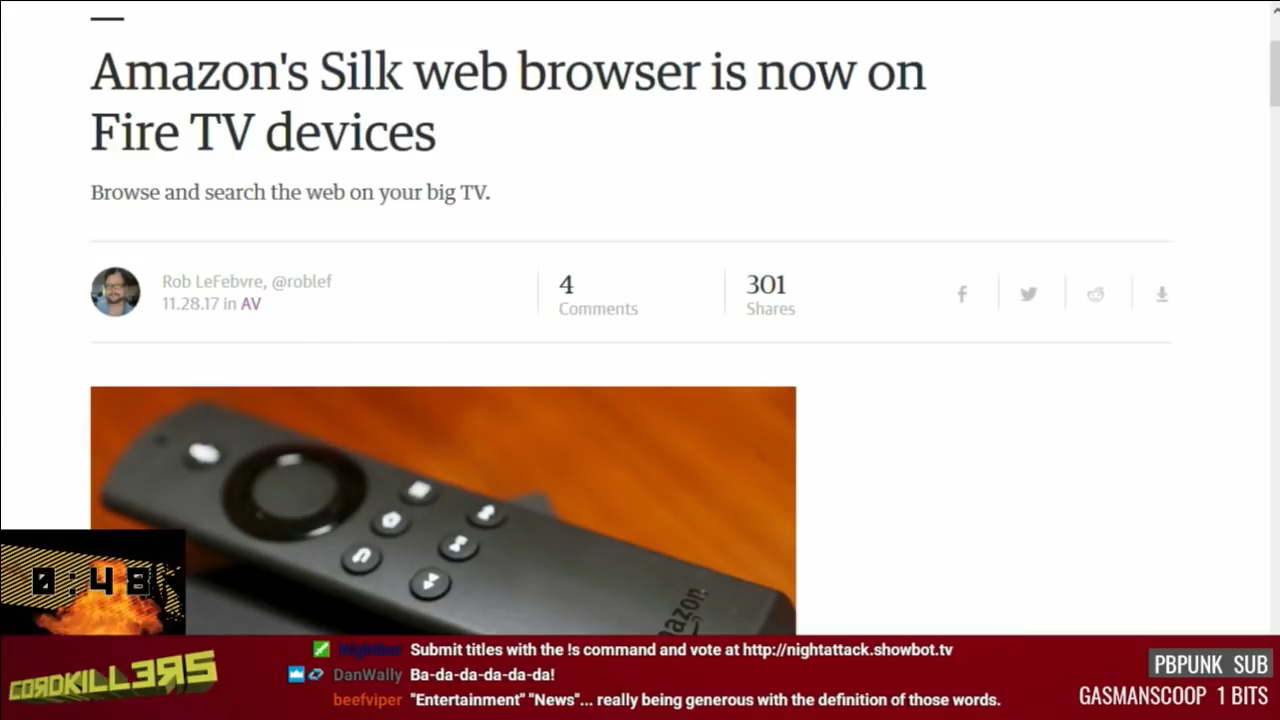 Amazon's Silk web browser is now on
Fire TV devices
Browse and search the web on your big TV.
Rob LeFebvre, @roblef
11.28.17 in AV
4
Comments
301
Shares
amazon
0:48
CORDKILL3RS
Nightbot Submit titles with the !s command and vote at http://nightattack.showbot.tv
DanWally Ba-da-da-da-da-da!
beefviper "Entertainment" "News"... really being generous with the definition of those words.
PBPUNK SUB
GASMANSCOOP 1 BITS